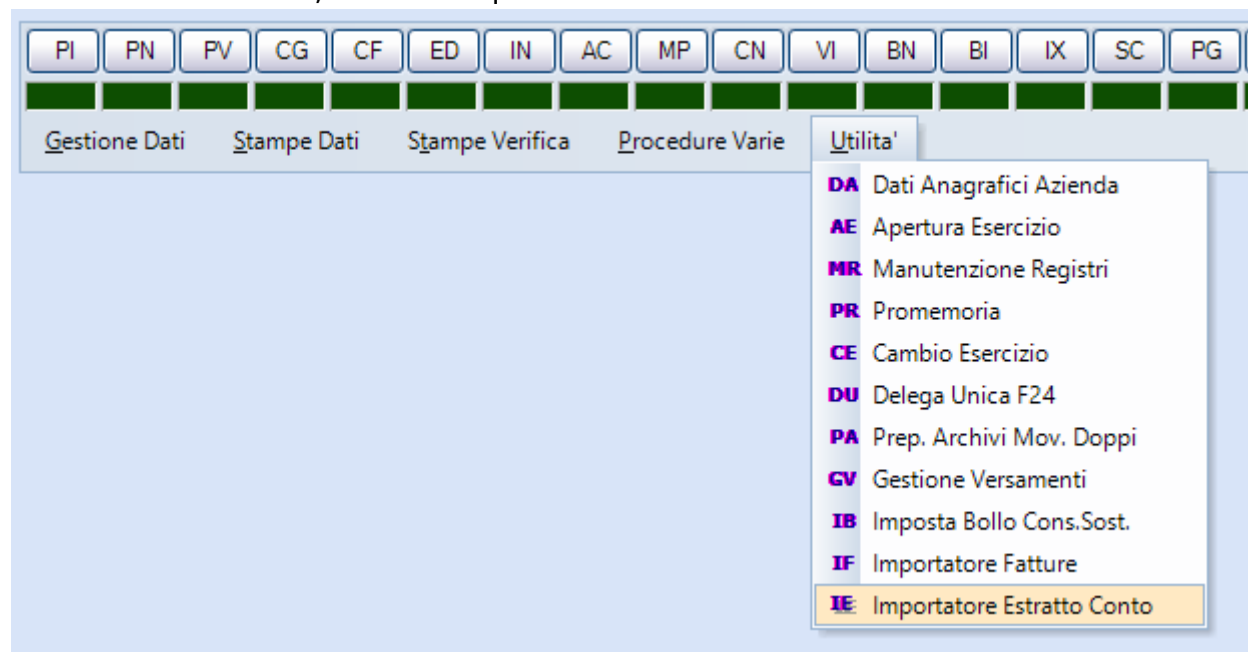 PI PN PV CG CF ED IN AC MP CN VI BN BI IX SC PG
Gestione Dati Stampe Dati Stampe Verifica Procedure Varie Utilita'
DA Dati Anagrafici Azienda
AE Apertura Esercizio
MR Manutenzione Registri
PR Promemoria
CE Cambio Esercizio
DU Delega Unica F24
PA Prep. Archivi Mov. Doppi
GV Gestione Versamenti
IB Imposta Bollo Cons.Sost.
IF Importatore Fatture
IE Importatore Estratto Conto